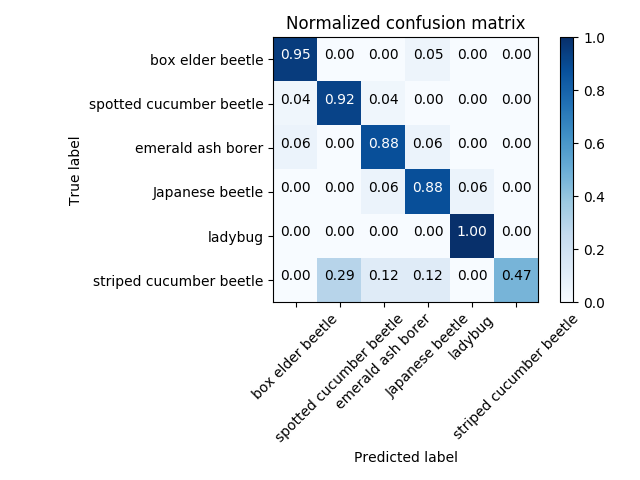 Normalized confusion matrix
True label
box elder beetle 0.95 0.00 0.00 0.05 0.00 0.00
spotted cucumber beetle 0.04 0.92 0.04 0.00 0.00 0.00
emerald ash borer 0.06 0.00 0.88 0.06 0.00 0.00
Japanese beetle 0.00 0.00 0.06 0.88 0.06 0.00
ladybug 0.00 0.00 0.00 0.00 1.00 0.00
striped cucumber beetle 0.00 0.29 0.12 0.12 0.00 0.47
box elder beetle
spotted cucumber beetle
emerald ash borer
Japanese beetle
ladybug
striped cucumber beetle
Predicted label
1.0
0.8
0.6
0.4
0.2
0.0